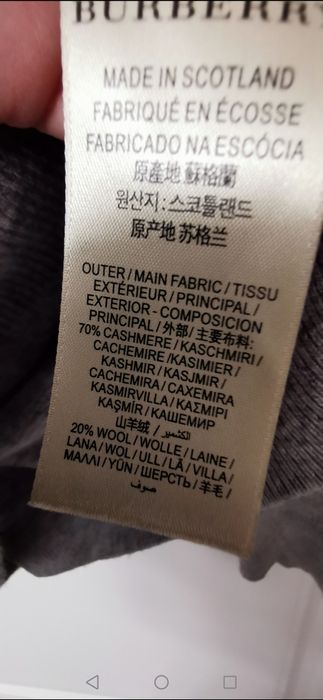 BURBERRY
MADE IN SCOTLAND
FABRIQUÉ EN ÉCOSSE
FABRICADO NA ESCÓCIA
原產地 蘇格蘭
원산지 : 스코틀랜드
原产地 苏格兰
OUTER / MAIN FABRIC / TISSU
EXTÉRIEUR / PRINCIPAL /
EXTERIOR - COMPOSICION
PRINCIPAL / 外部 / 主要布料:
70% CASHMERE / KASCHMIRI /
CACHEMIRE / KASIMIER /
KASHMIR / KASJMIR /
CACHEMIRA / CAXEMIRA
KASMIRVILLA / ΚΑΣΜΙΡΙ
KAŞMİR / КАШЕМИР
山羊绒 / الكشمير /
20% WOOL / WOLLE / LAINE /
LANA / WOL / ULL / LÃ / VILLA /
ΜΑΛΛΙ / YÜN / ШЕРСТЬ / 羊毛 /
صوف